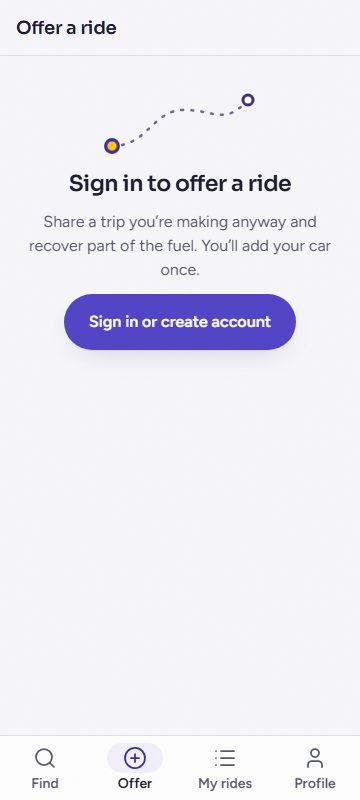 Offer a ride
Sign in to offer a ride
Share a trip you’re making anyway and
recover part of the fuel. You’ll add your car
once.
Sign in or create account
Find
Offer
My rides
Profile